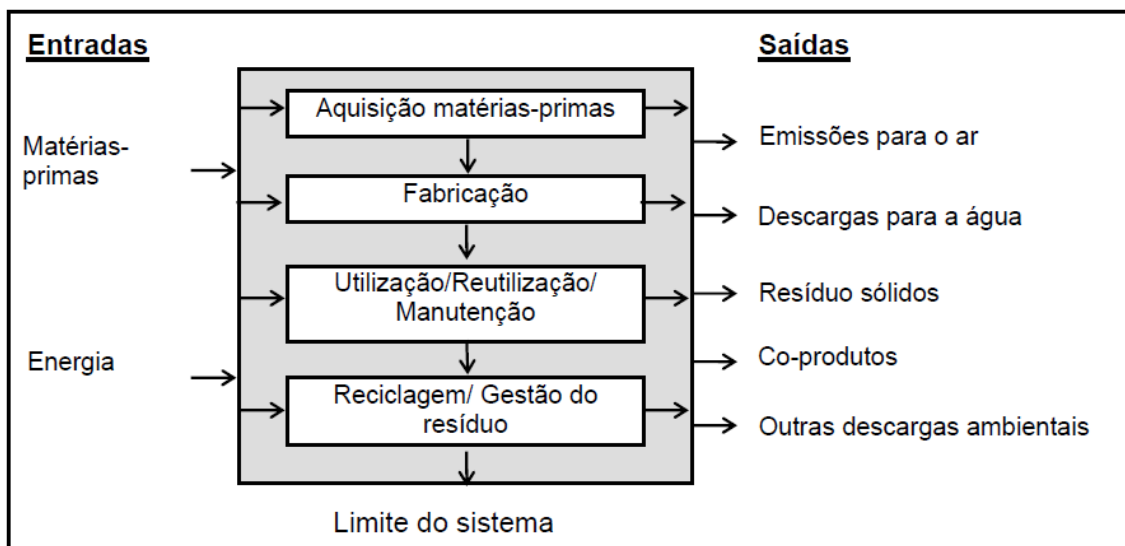 Entradas
Saídas
Aquisição matérias-primas
Matérias-
primas
Emissões para o ar
Fabricação
Descargas para a água
Utilização/Reutilização/
Manutenção
Resíduo sólidos
Energia
Co-produtos
Reciclagem/ Gestão do
resíduo
Outras descargas ambientais
Limite do sistema